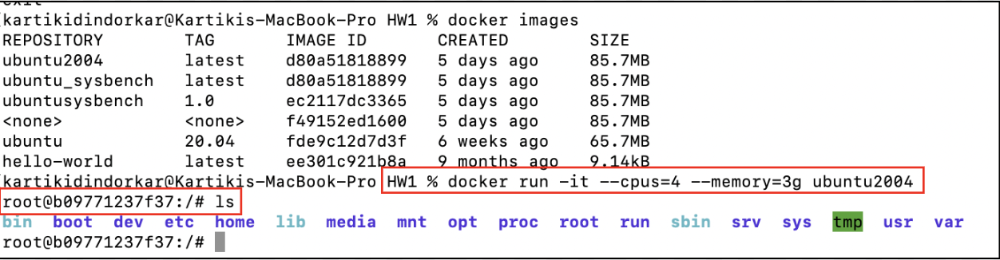 exit
(kartikidindorkar@Kartikis-MacBook-Pro HW1 % docker images
REPOSITORY TAG IMAGE ID CREATED SIZE
ubuntu2004 latest d80a51818899 5 days ago 85.7MB
ubuntu_sysbench latest d80a51818899 5 days ago 85.7MB
ubuntusysbench 1.0 ec2117dc3365 5 days ago 85.7MB
<none> <none> f49152ed1600 5 days ago 85.7MB
ubuntu 20.04 fde9c12d7d3f 6 weeks ago 65.7MB
hello-world latest ee301c921b8a 9 months ago 9.14kB
(kartikidindorkar@Kartikis-MacBook-Pro HW1 % docker run -it --cpus=4 --memory=3g ubuntu2004
root@b09771237f37:/# ls
bin boot dev etc home lib media mnt opt proc root run sbin srv sys tmp usr var
root@b09771237f37:/#